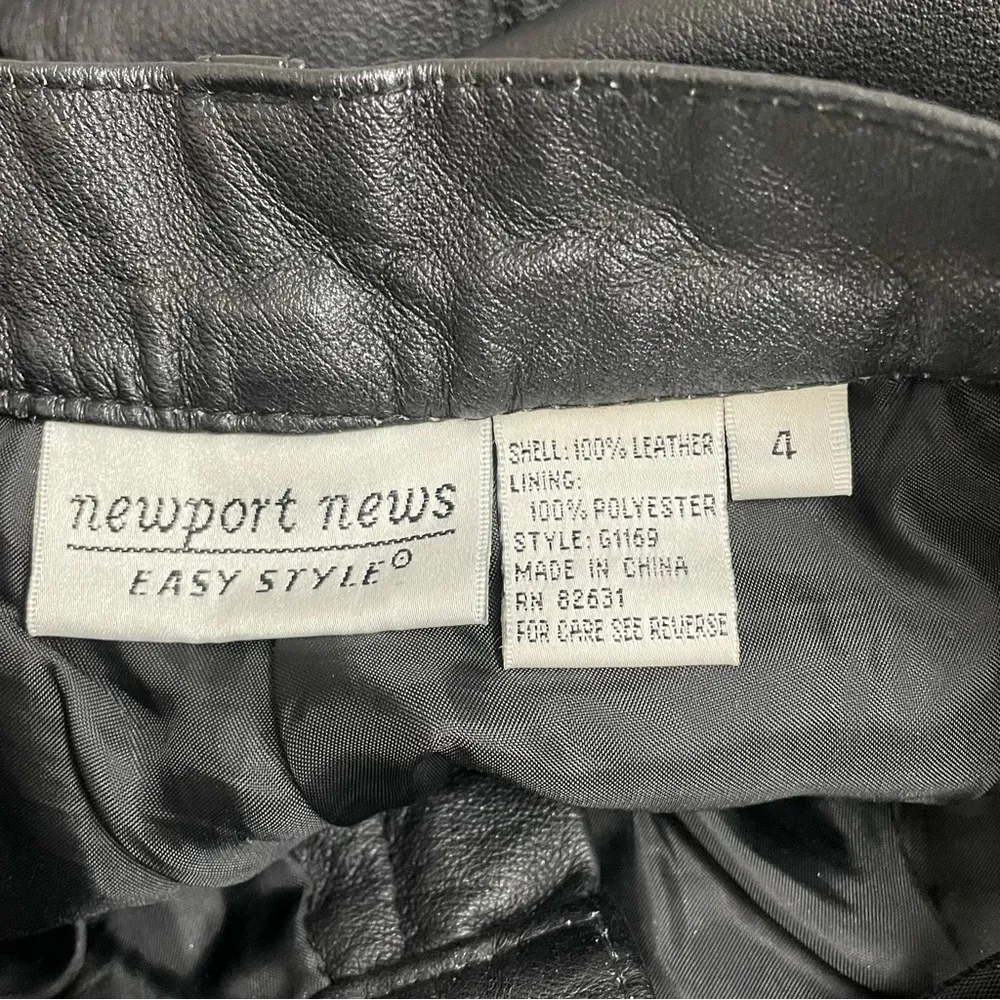 newport news
EASY STYLE
SHELL: 100% LEATHER
LINING:
100% POLYESTER
STYLE: G1169
MADE IN CHINA
RN 82631
FOR CARE SEE REVERSE
4